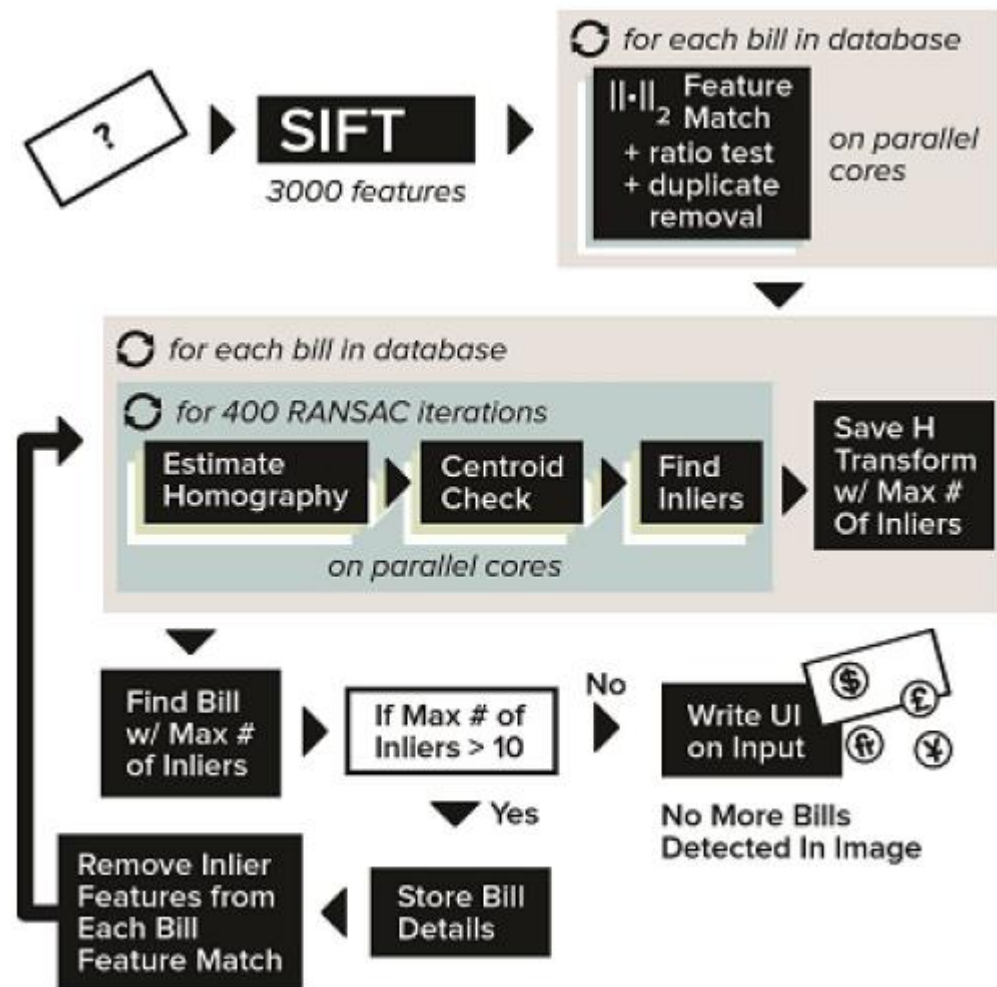 ?
SIFT
3000 features
for each bill in database
||•||₂ Feature
Match
+ ratio test
+ duplicate
removal
on parallel
cores
for each bill in database
for 400 RANSAC iterations
Estimate
Homography
Centroid
Check
Find
Inliers
on parallel cores
Save H
Transform
w/ Max #
Of Inliers
Find Bill
w/ Max #
of Inliers
If Max # of
Inliers > 10
No
Write UI
on Input
$
£
₶
¥
No More Bills
Detected In Image
Yes
Store Bill
Details
Remove Inlier
Features from
Each Bill
Feature Match